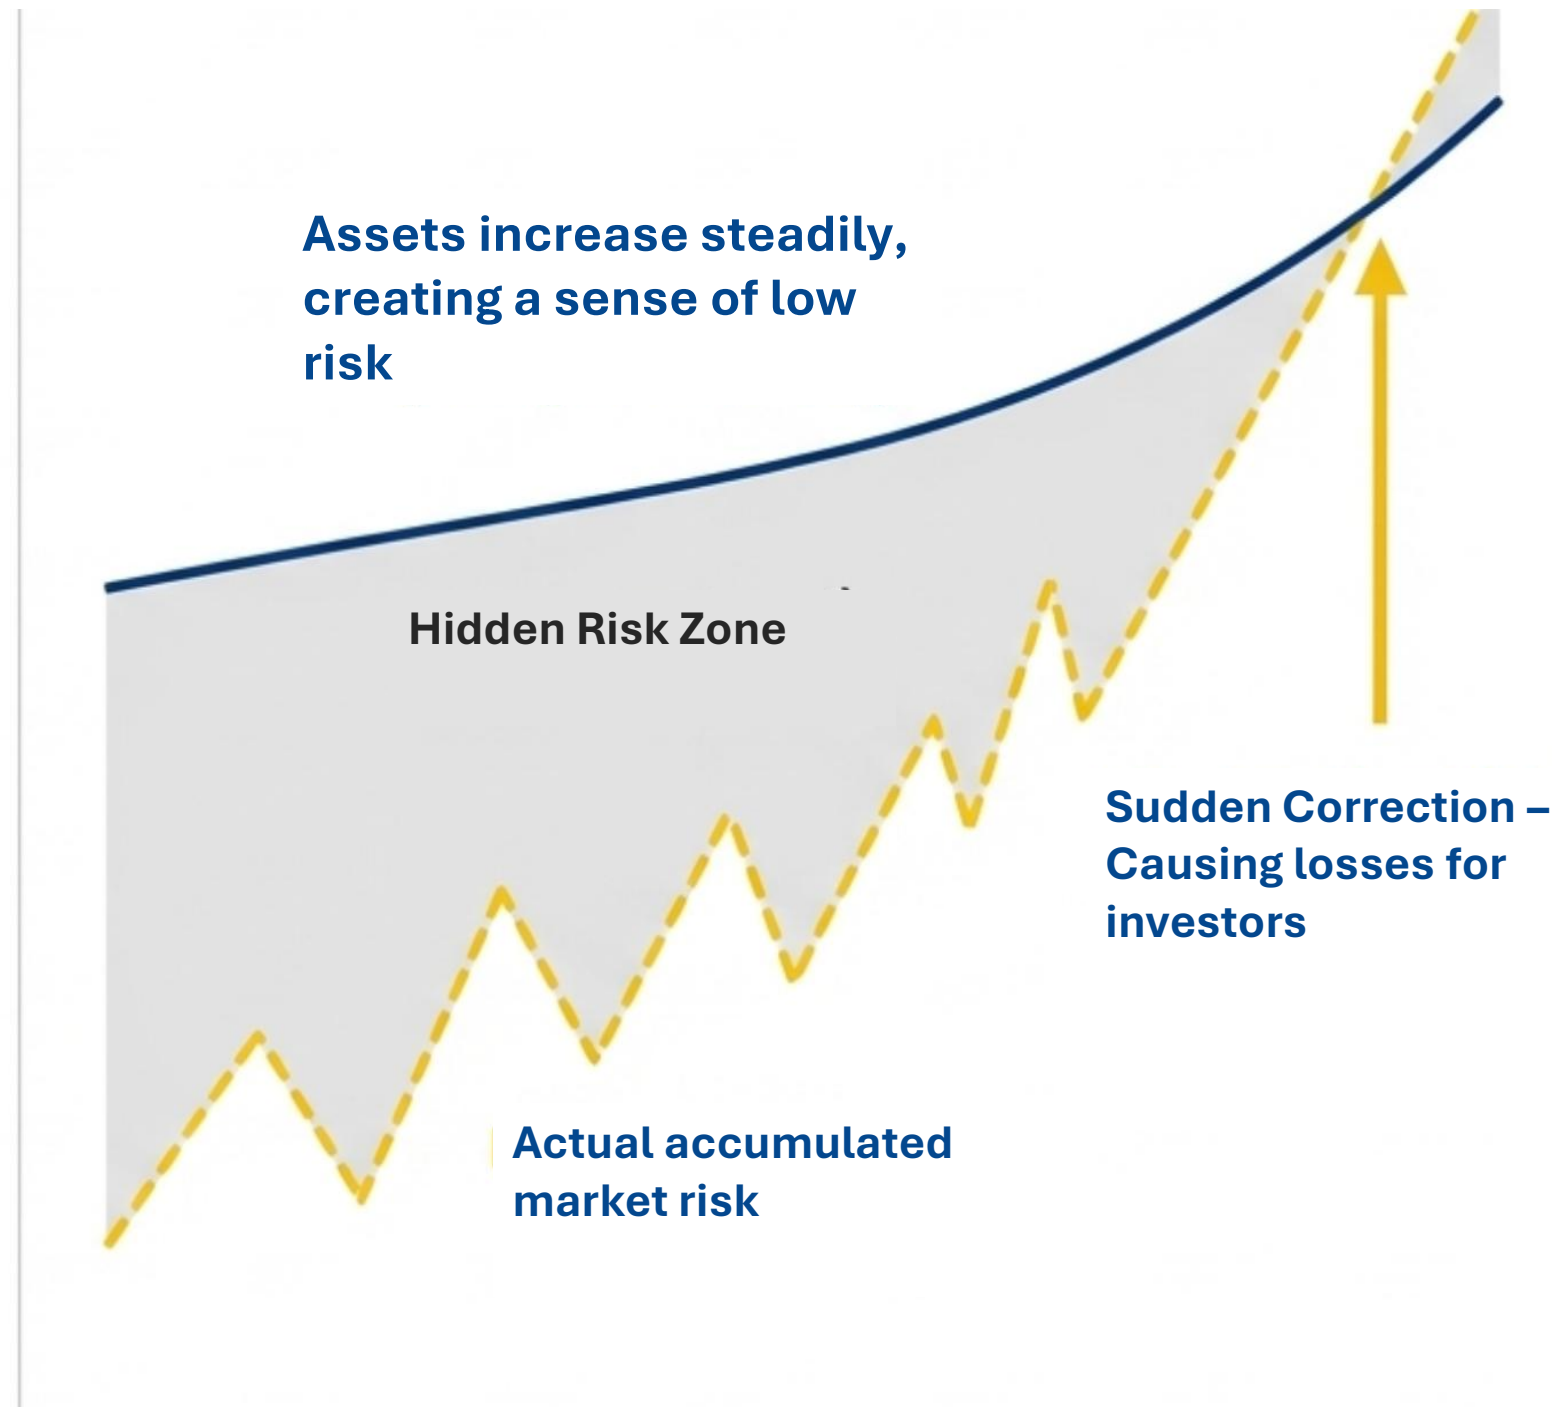 Assets increase steadily,
creating a sense of low
risk
Hidden Risk Zone
Sudden Correction –
Causing losses for
investors
Actual accumulated
market risk